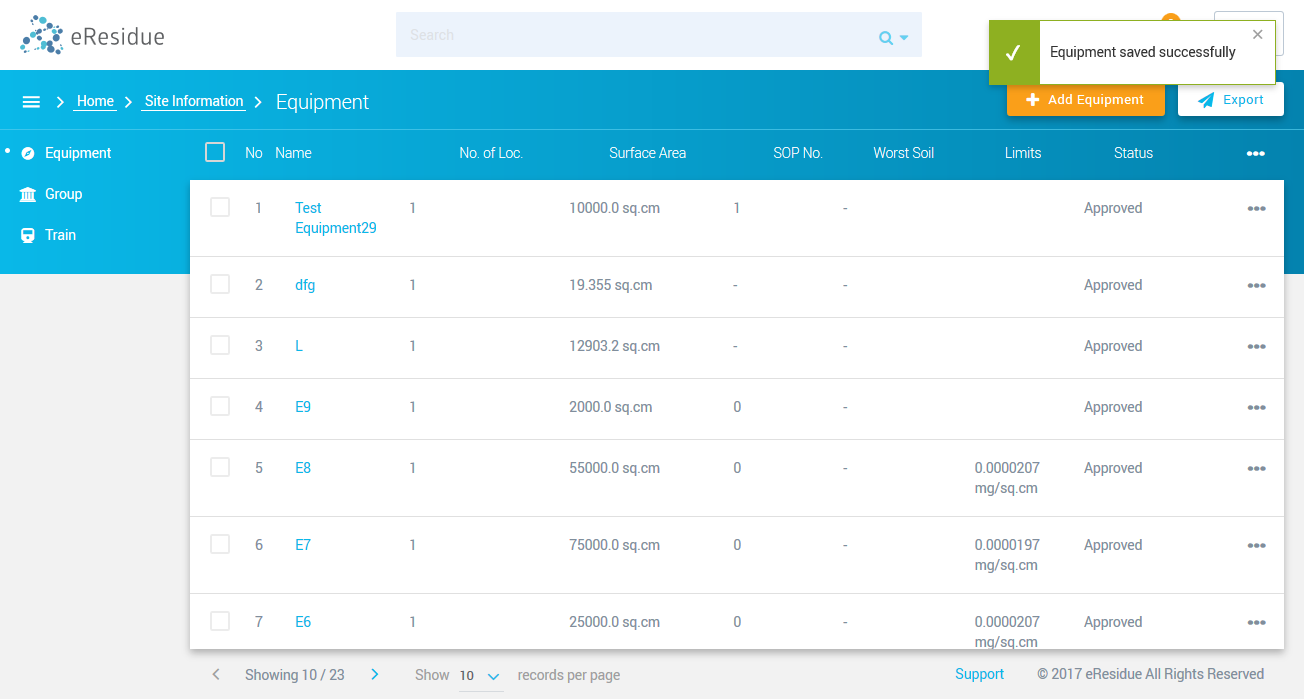 eResidue
Search
Equipment saved successfully
Home Site Information Equipment
Add Equipment Export
Equipment
Group
Train
No Name No. of Loc. Surface Area SOP No. Worst Soil Limits Status
1 Test 1 10000.0 sq.cm 1 - Approved
Equipment29
2 dfg 1 19.355 sq.cm - - Approved
3 L 1 12903.2 sq.cm - - Approved
4 E9 1 2000.0 sq.cm 0 - Approved
5 E8 1 55000.0 sq.cm 0 - 0.0000207 Approved
mg/sq.cm
6 E7 1 75000.0 sq.cm 0 - 0.0000197 Approved
mg/sq.cm
7 E6 1 25000.0 sq.cm 0 - 0.0000207 Approved
mg/sq.cm
Showing 10 / 23 Show 10 records per page Support © 2017 eResidue All Rights Reserved